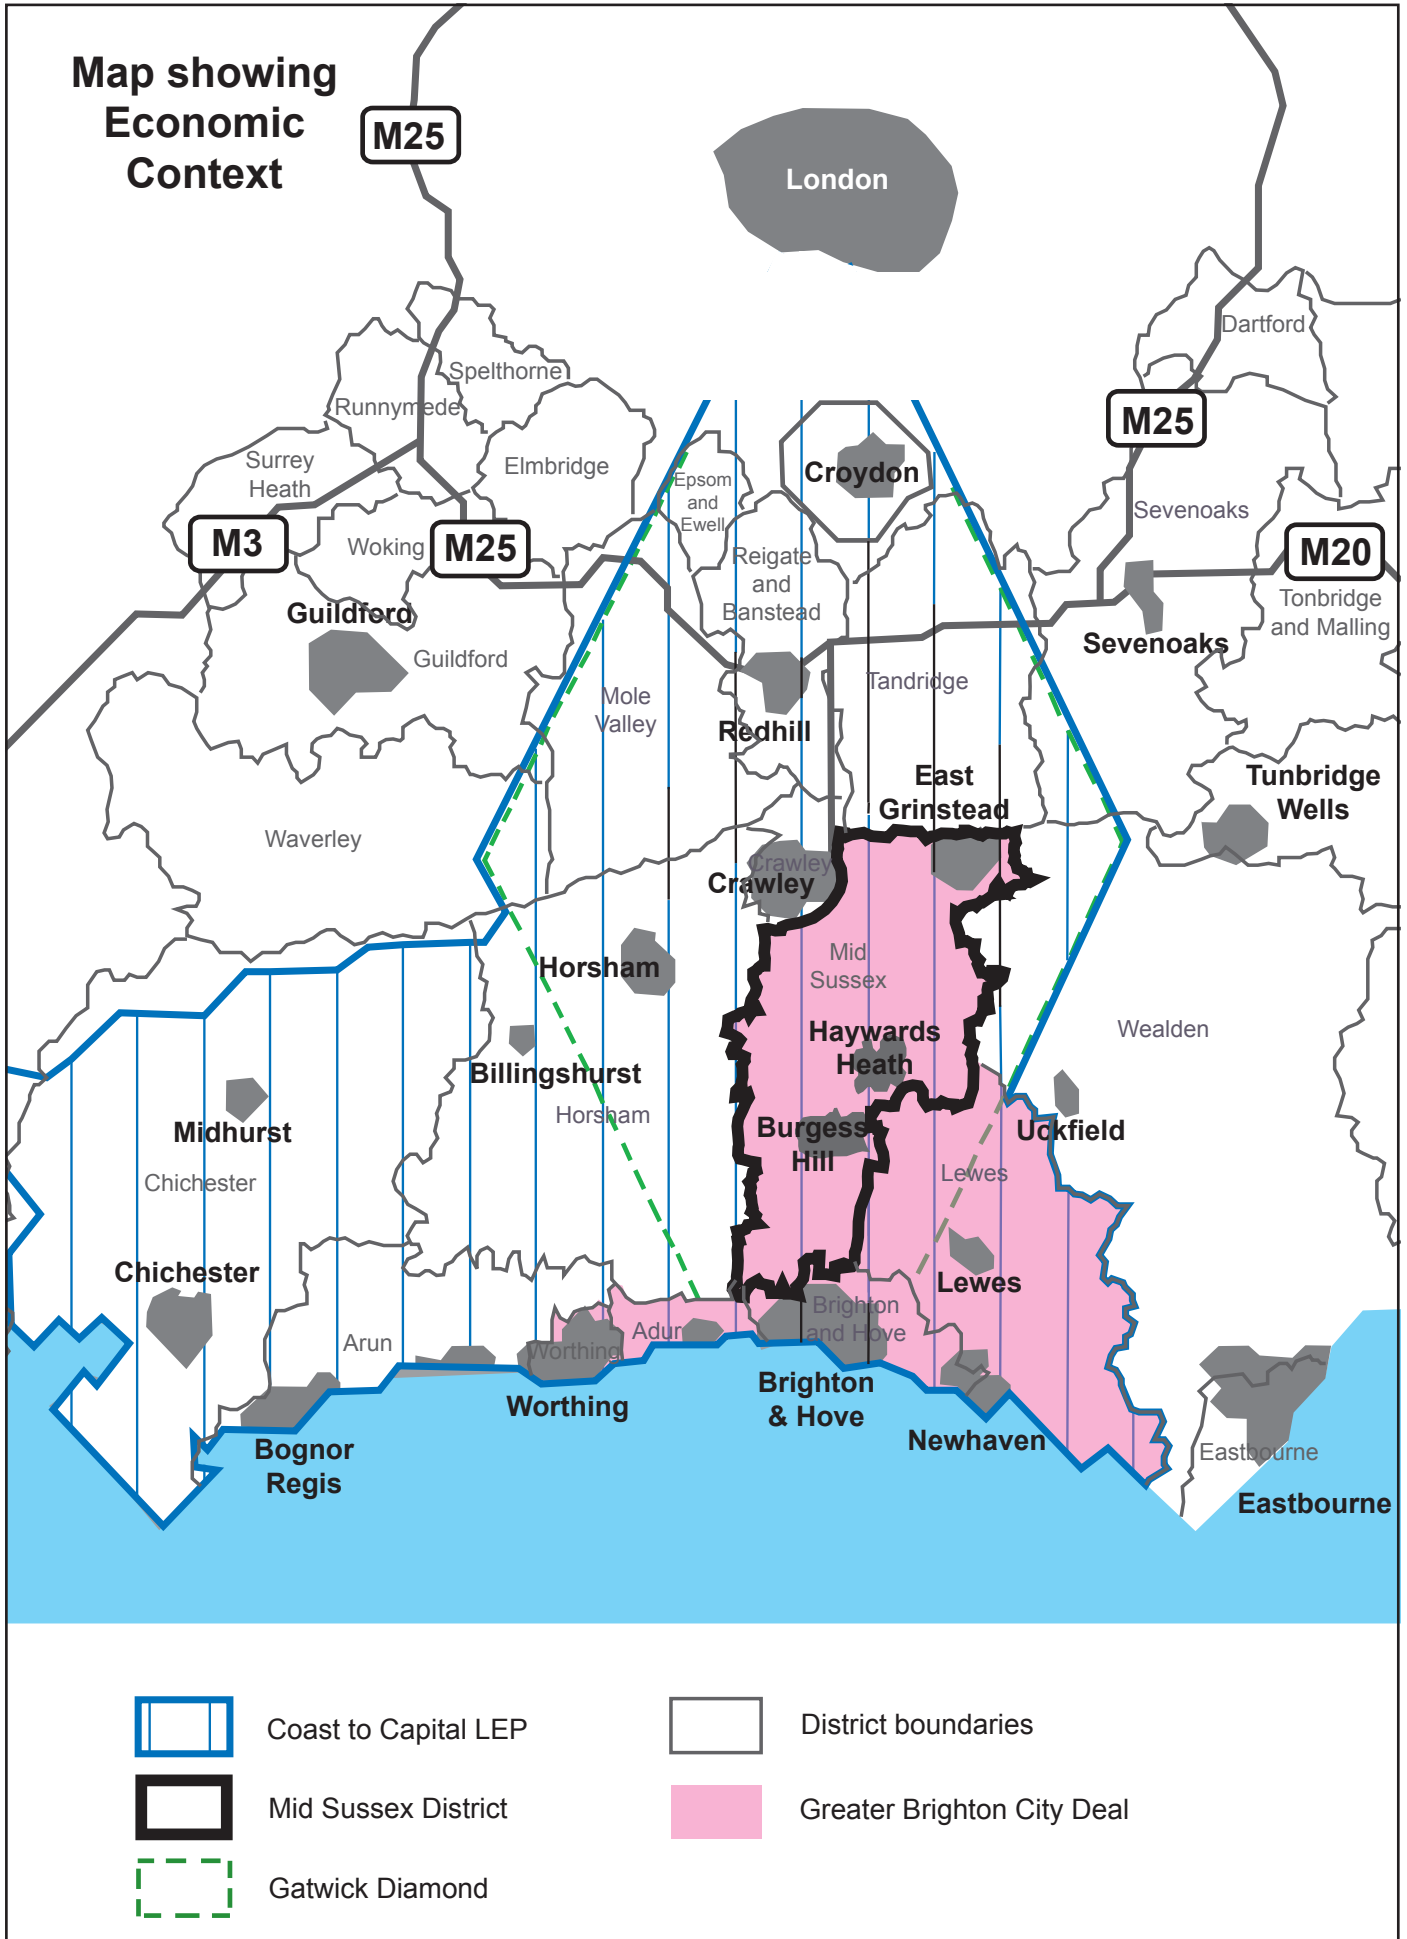 Map showing
Economic
Context
M25
London
Dartford
Spelthorne
Runnymede
M25
Surrey
Heath
Elmbridge
Epsom
and
Ewell
Croydon
Sevenoaks
M3
Woking
M25
M20
Reigate
and
Banstead
Guildford
Tonbridge
and Malling
Guildford
Sevenoaks
Mole
Valley
Tandridge
Redhill
East
Grinstead
Tunbridge
Wells
Waverley
Crawley
Crawley
Horsham
Mid
Sussex
Wealden
Haywards
Heath
Billingshurst
Horsham
Midhurst
Burgess
Hill
Uckfield
Chichester
Lewes
Chichester
Lewes
Arun
Worthing
Adur
Brighton
and Hove
Worthing
Brighton
& Hove
Newhaven
Bognor
Regis
Eastbourne
Eastbourne
Coast to Capital LEP
District boundaries
Mid Sussex District
Greater Brighton City Deal
Gatwick Diamond